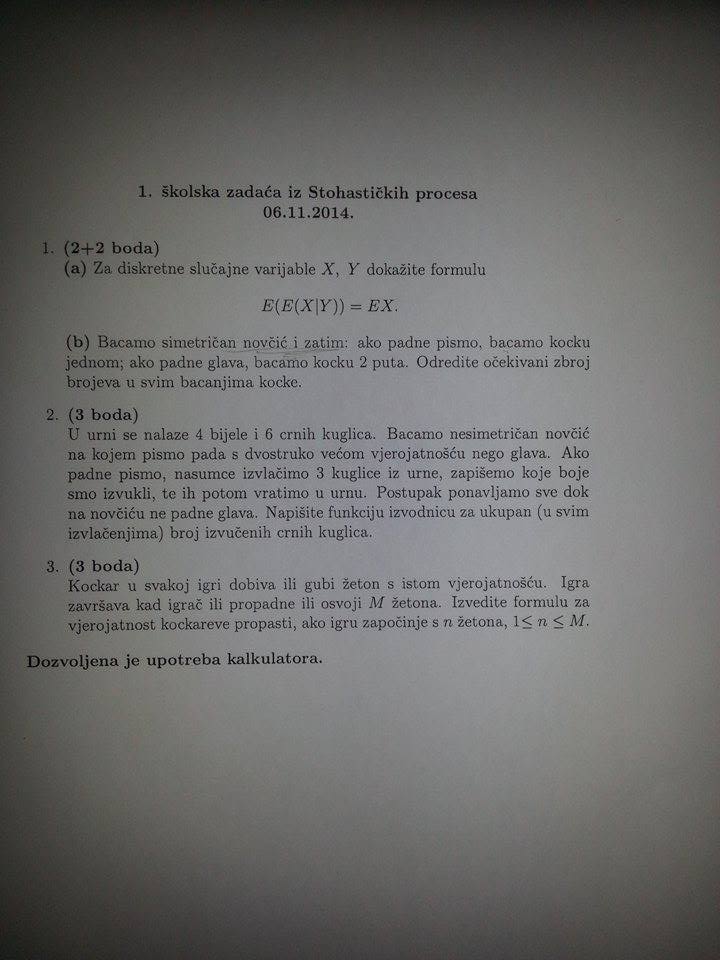 1. školska zadaća iz Stohastičkih procesa
06.11.2014.
1. (2+2 boda)
(a) Za diskretne slučajne varijable X, Y dokažite formulu
E(E(X|Y)) = EX.
(b) Bacamo simetričan novčić i zatim: ako padne pismo, bacamo kocku
jednom; ako padne glava, bacamo kocku 2 puta. Odredite očekivani zbroj
brojeva u svim bacanjima kocke.
2. (3 boda)
U urni se nalaze 4 bijele i 6 crnih kuglica. Bacamo nesimetričan novčić
na kojem pismo pada s dvostruko većom vjerojatnošću nego glava. Ako
padne pismo, nasumce izvlačimo 3 kuglice iz urne, zapišemo koje boje
smo izvukli, te ih potom vratimo u urnu. Postupak ponavljamo sve dok
na novčiću ne padne glava. Napišite funkciju izvodnicu za ukupan (u svim
izvlačenjima) broj izvučenih crnih kuglica.
3. (3 boda)
Kockar u svakoj igri dobiva ili gubi žeton s istom vjerojatnošću. Igra
završava kad igrač ili propadne ili osvoji M žetona. Izvedite formulu za
vjerojatnost kockareve propasti, ako igru započinje s n žetona, 1≤ n ≤ M.
Dozvoljena je upotreba kalkulatora.